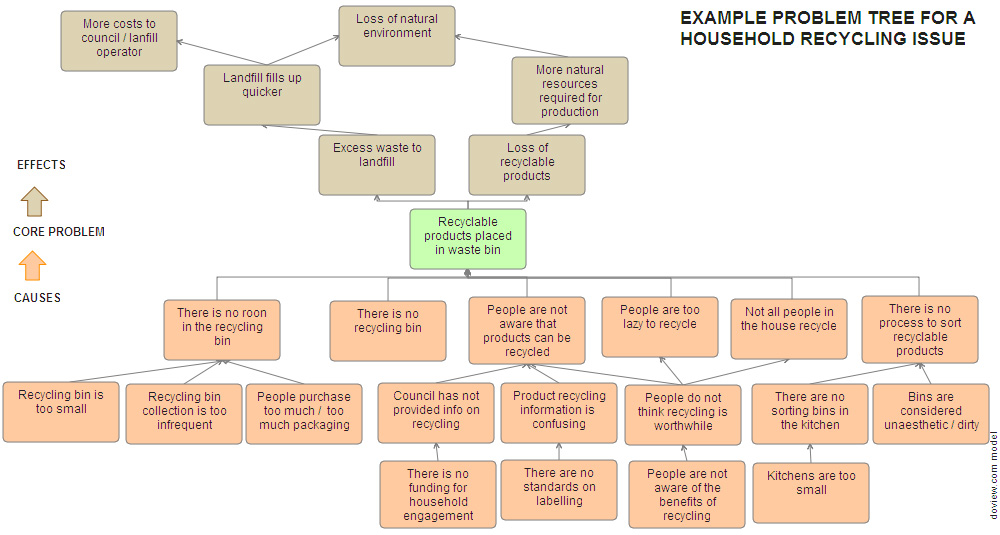 EXAMPLE PROBLEM TREE FOR A
HOUSEHOLD RECYCLING ISSUE
More costs to
council / lanfill
operator
Loss of natural
environment
Landfill fills up
quicker
More natural
resources
required for
production
Excess waste to
landfill
Loss of
recyclable
products
EFFECTS
CORE PROBLEM
CAUSES
Recyclable
products placed
in waste bin
There is no roon
in the recycling
bin
There is no
recycling bin
People are not
aware that
products can be
recycled
People are too
lazy to recycle
Not all people in
the house recycle
There is no
process to sort
recyclable
products
Recycling bin is
too small
Recycling bin
collection is too
infrequent
People purchase
too much / too
much packaging
Council has not
provided info on
recycling
Product recycling
information is
confusing
People do not
think recycling is
worthwhile
There are no
sorting bins in
the kitchen
Bins are
considered
unaesthetic / dirty
There is no
funding for
household
engagement
There are no
standards on
labelling
People are not
aware of the
benefits of
recycling
Kitchens are too
small
doview.com model